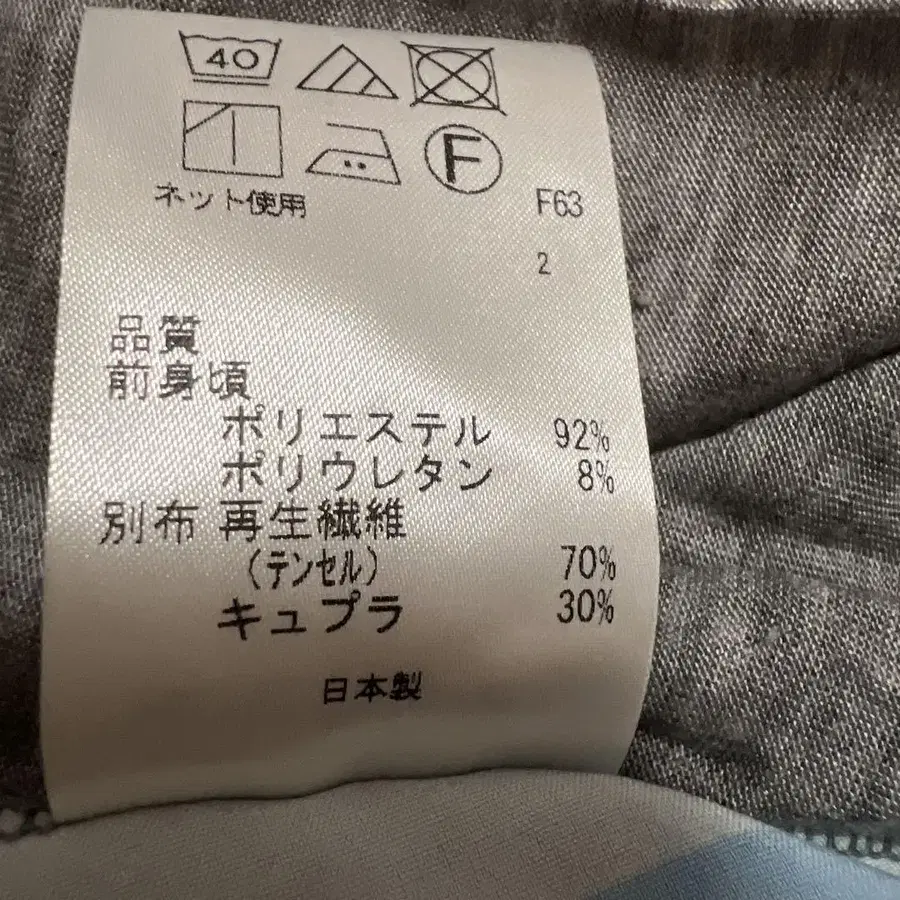 40
F
ネット使用
F63
2
品質
前身頃
ポリエステル 92%
ポリウレタン 8%
別布 再生繊維
(テンセル) 70%
キュプラ 30%
日本製